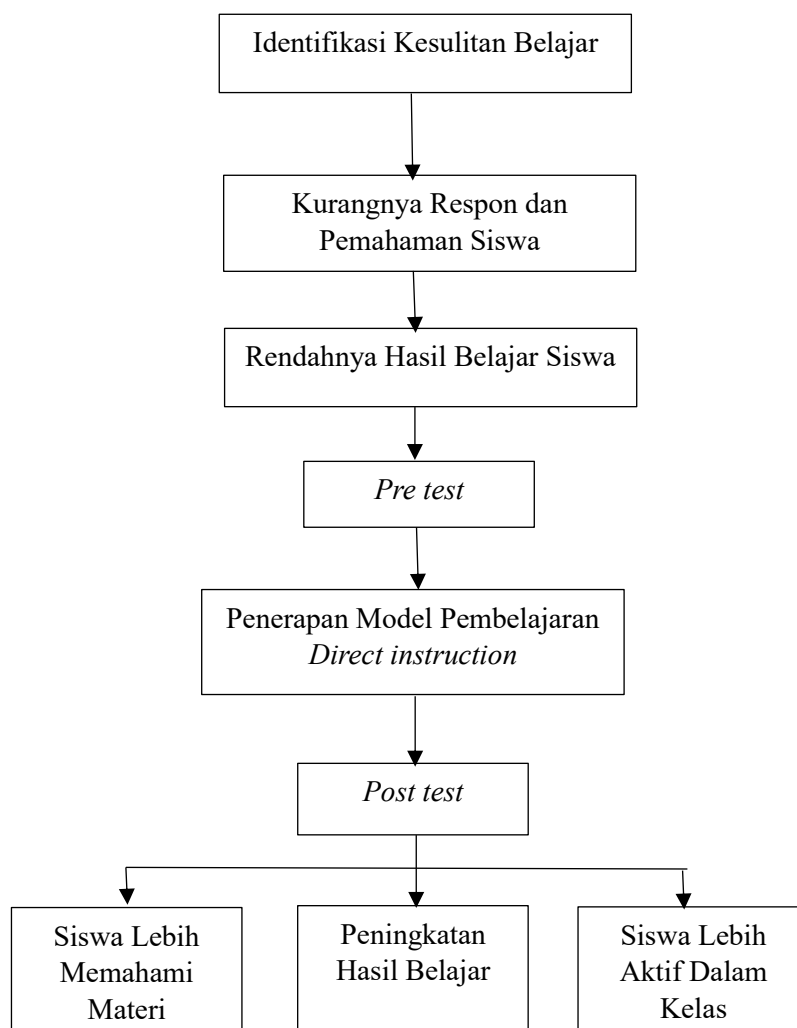 Identifikasi Kesulitan Belajar
Kurangnya Respon dan
Pemahaman Siswa
Rendahnya Hasil Belajar Siswa
Pre test
Penerapan Model Pembelajaran
Direct instruction
Post test
Siswa Lebih
Memahami
Materi
Peningkatan
Hasil Belajar
Siswa Lebih
Aktif Dalam
Kelas